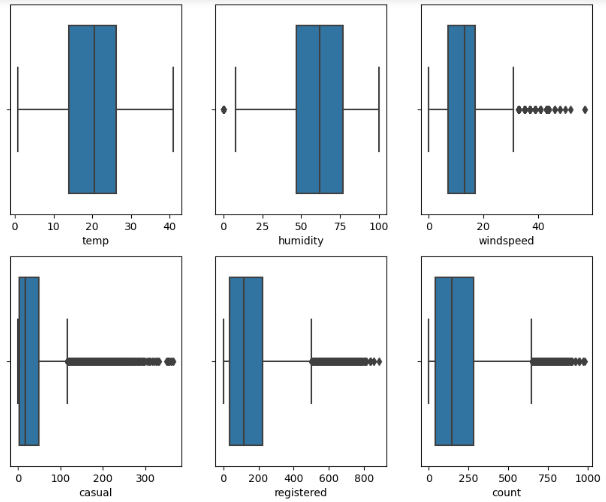 0 10 20 30 40
temp
0 25 50 75 100
humidity
0 20 40
windspeed
0 100 200 300
casual
0 200 400 600 800
registered
0 250 500 750 1000
count